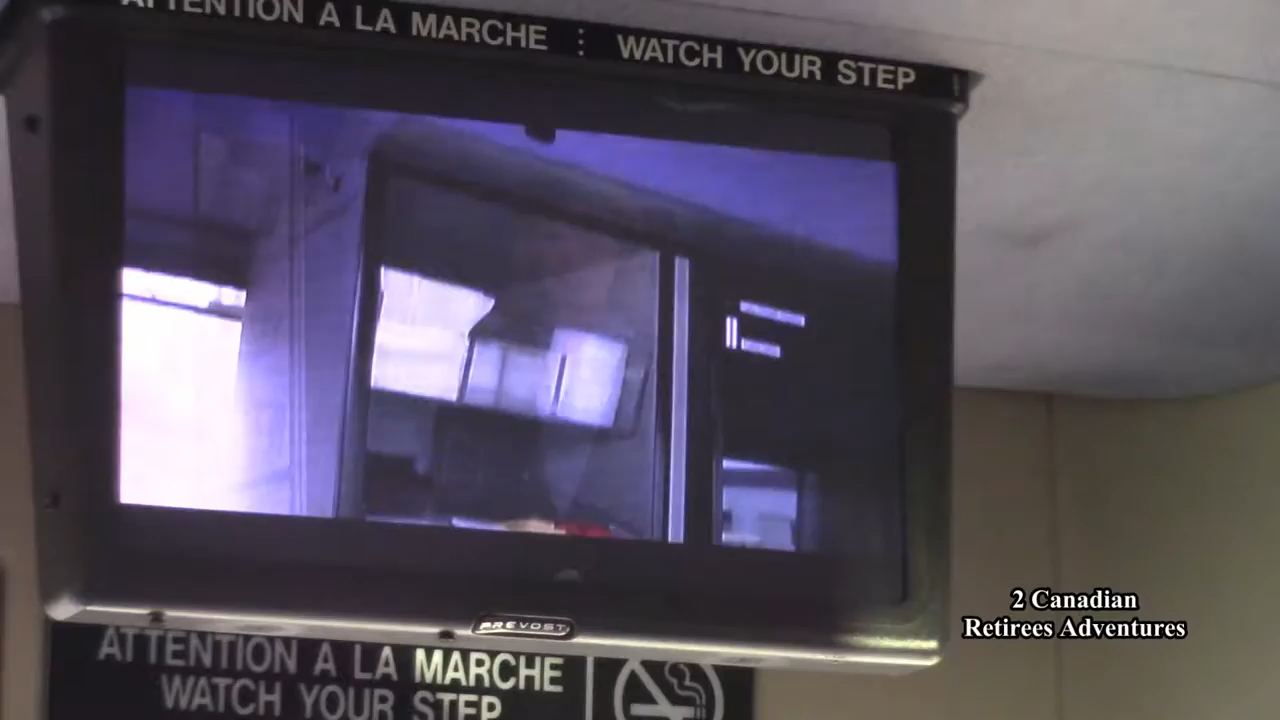 ATTENTION A LA MARCHE : WATCH YOUR STEP
PREVOST
ATTENTION A LA MARCHE
WATCH YOUR STEP
2 Canadian
Retirees Adventures